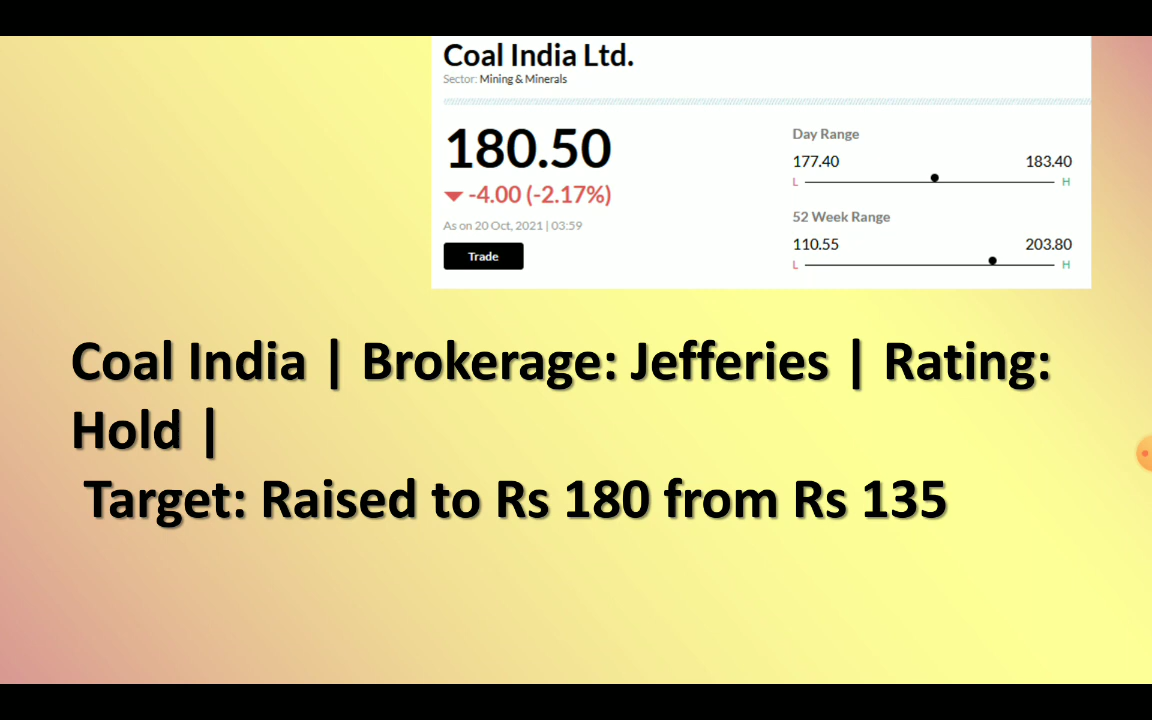 Coal India Ltd.
Sector: Mining & Minerals
180.50
-4.00 (-2.17%)
As on 20 Oct, 2021 | 03:59
Trade
Day Range
177.40 183.40
L H
52 Week Range
110.55 203.80
L H
Coal India | Brokerage: Jefferies | Rating:
Hold |
Target: Raised to Rs 180 from Rs 135